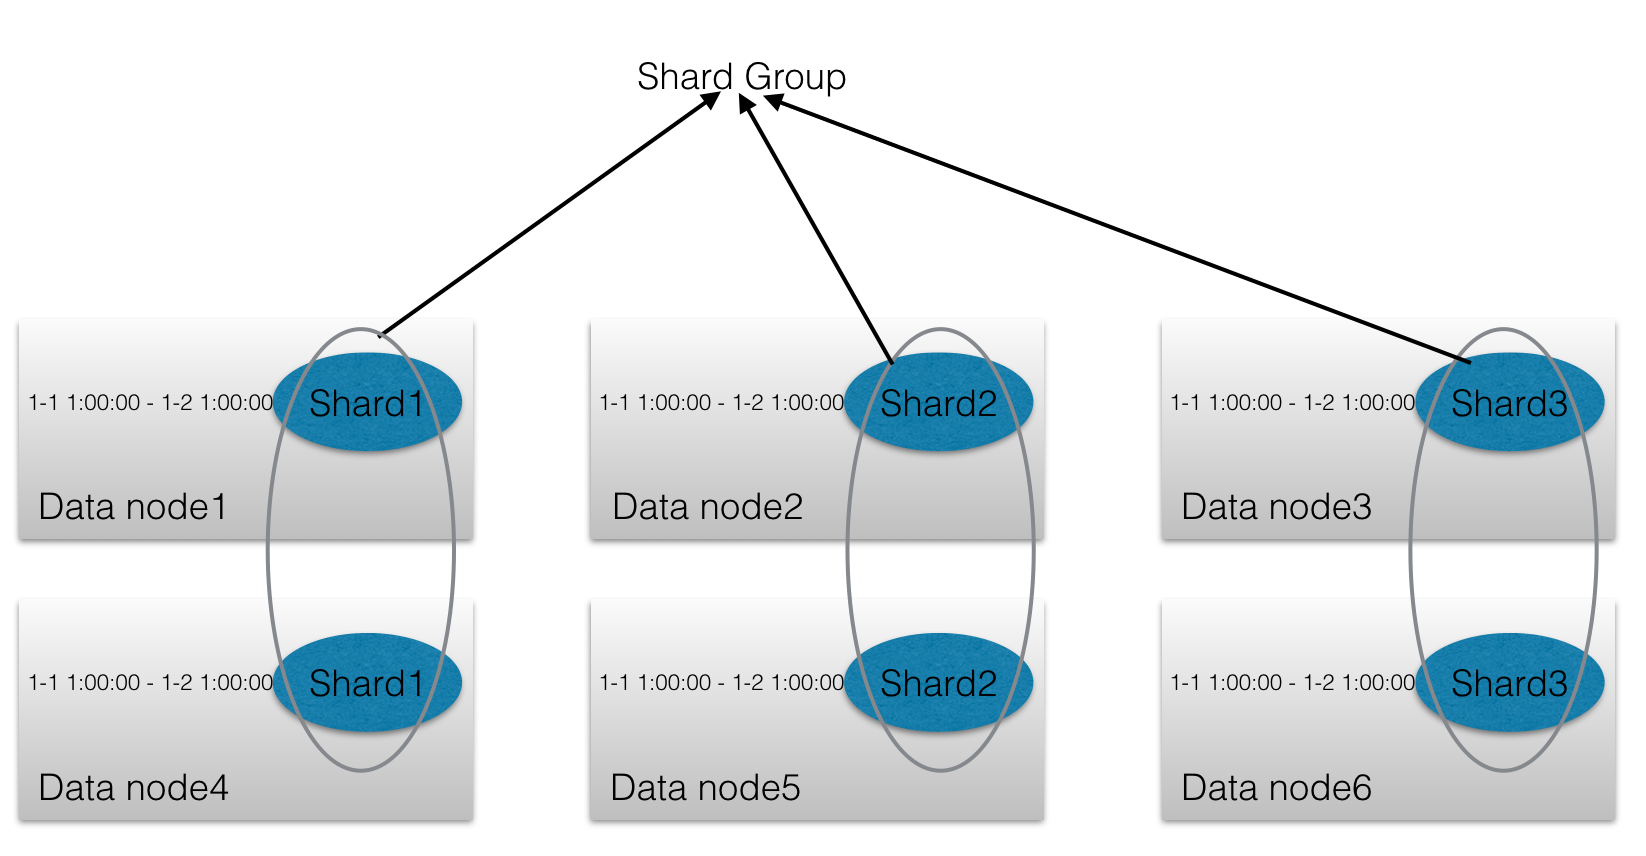 Shard Group
1-1 1:00:00 - 1-2 1:00:00 Shard1
Data node1
1-1 1:00:00 - 1-2 1:00:00 Shard2
Data node2
1-1 1:00:00 - 1-2 1:00:00 Shard3
Data node3
1-1 1:00:00 - 1-2 1:00:00 Shard1
Data node4
1-1 1:00:00 - 1-2 1:00:00 Shard2
Data node5
1-1 1:00:00 - 1-2 1:00:00 Shard3
Data node6